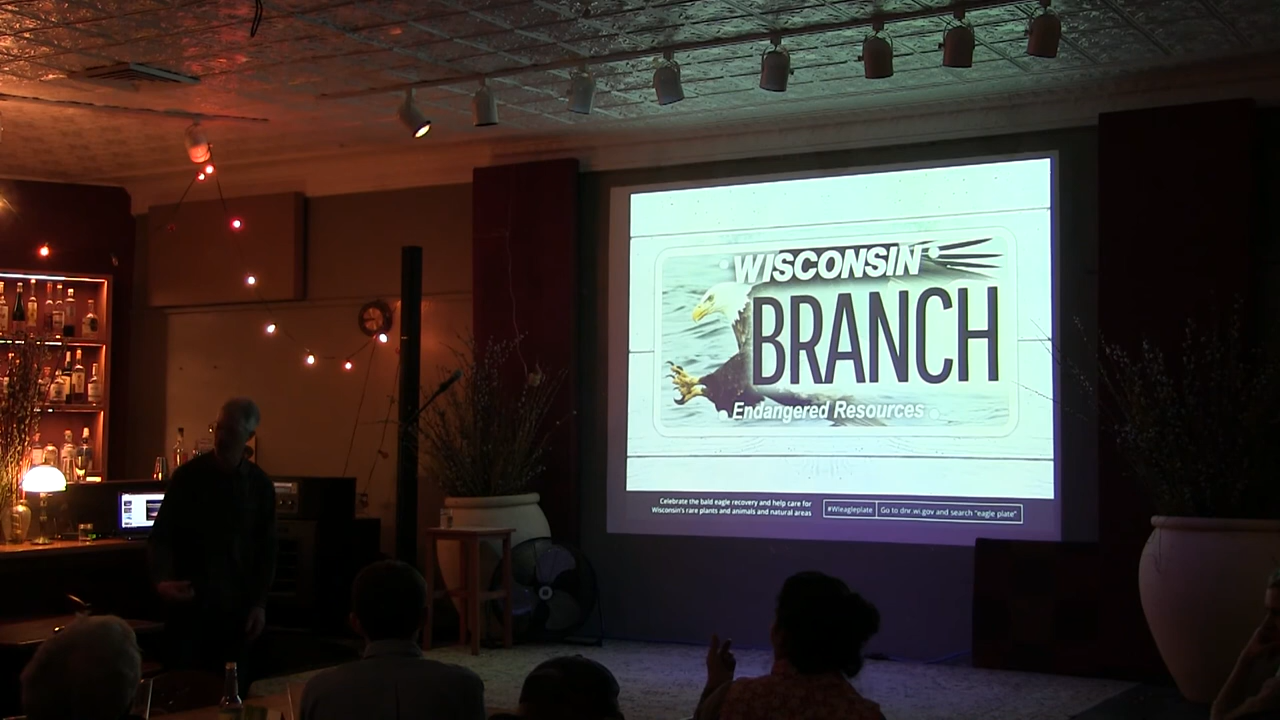 WISCONSIN
BRANCH
Endangered Resources
Celebrate the bald eagle recovery and help care for
Wisconsin's rare plants and animals and natural areas
#WIeagleplate
Go to dnr.wi.gov and search "eagle plate"